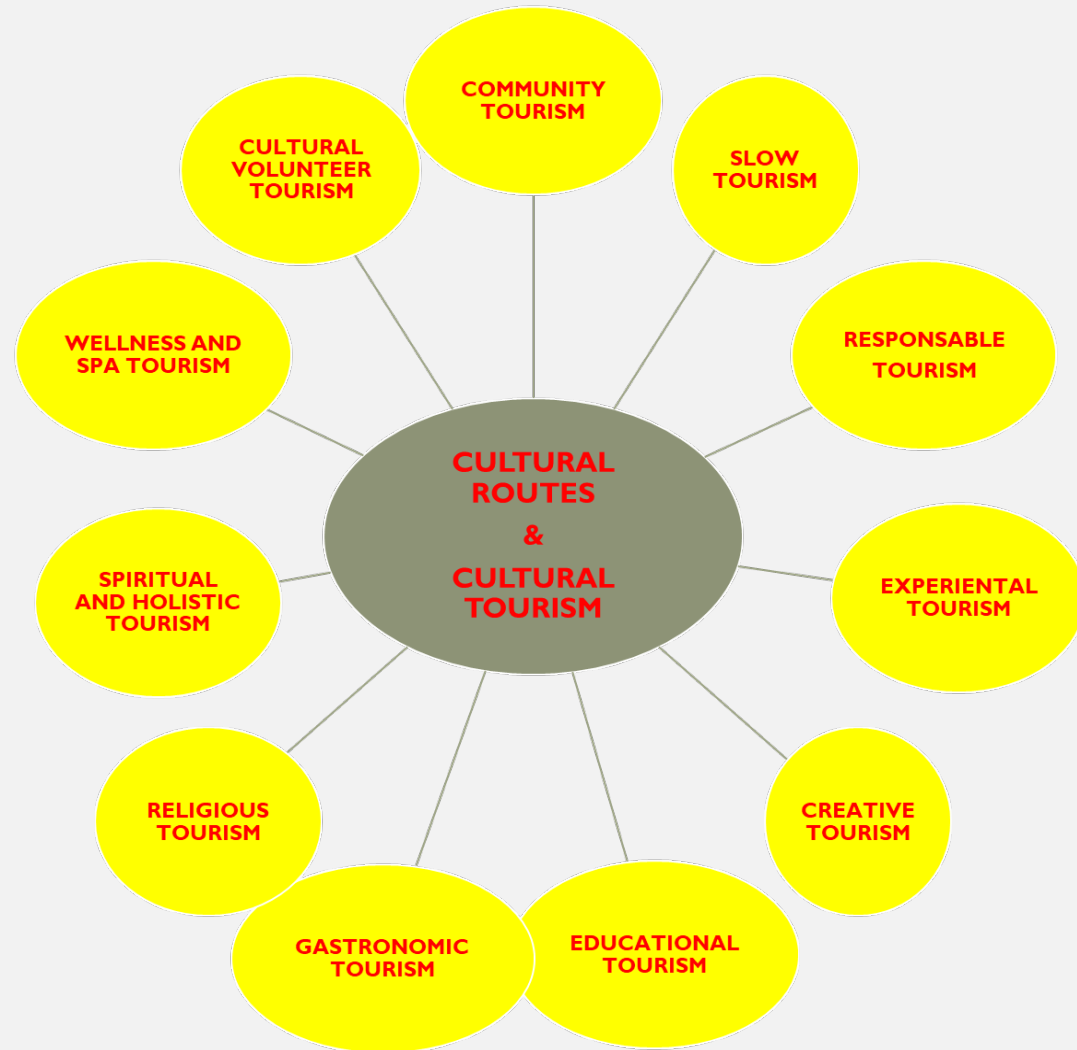 COMMUNITY
TOURISM
SLOW
TOURISM
RESPONSABLE
TOURISM
EXPERIENTAL
TOURISM
CREATIVE
TOURISM
EDUCATIONAL
TOURISM
GASTRONOMIC
TOURISM
RELIGIOUS
TOURISM
SPIRITUAL
AND HOLISTIC
TOURISM
WELLNESS AND
SPA TOURISM
CULTURAL
VOLUNTEER
TOURISM
CULTURAL
ROUTES
&
CULTURAL
TOURISM